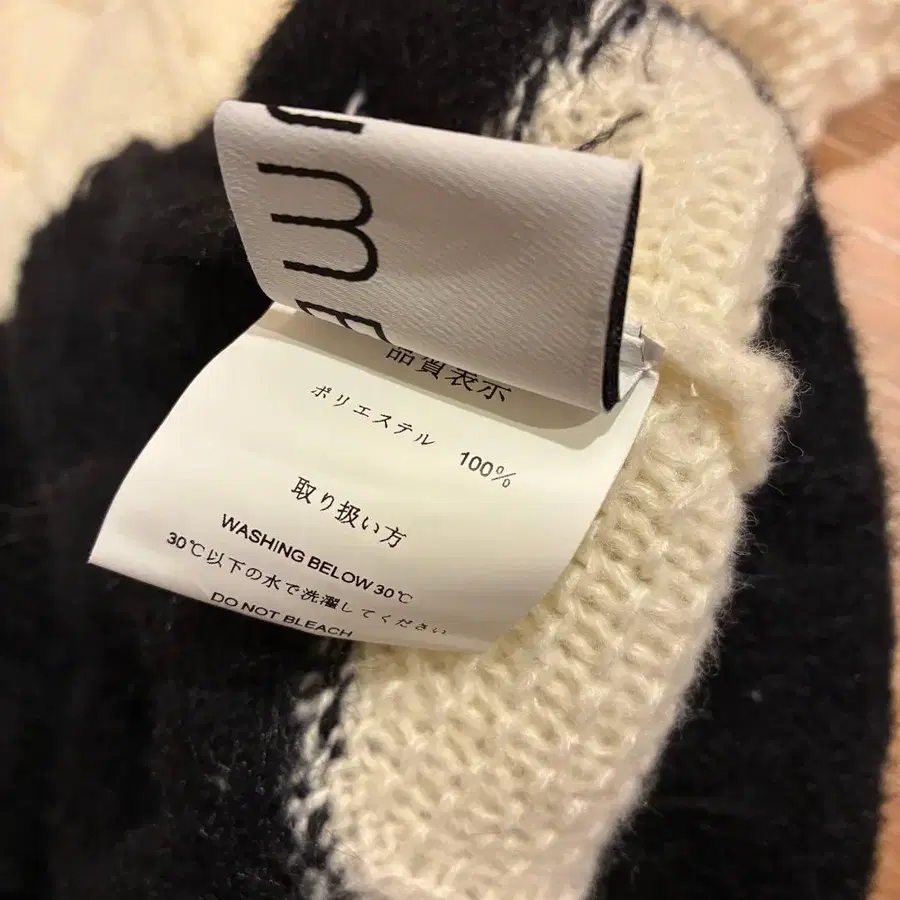 品質表示
ポリエステル 100%
取り扱い方
WASHING BELOW 30℃
30℃以下の水で洗濯してください
DO NOT BLEACH